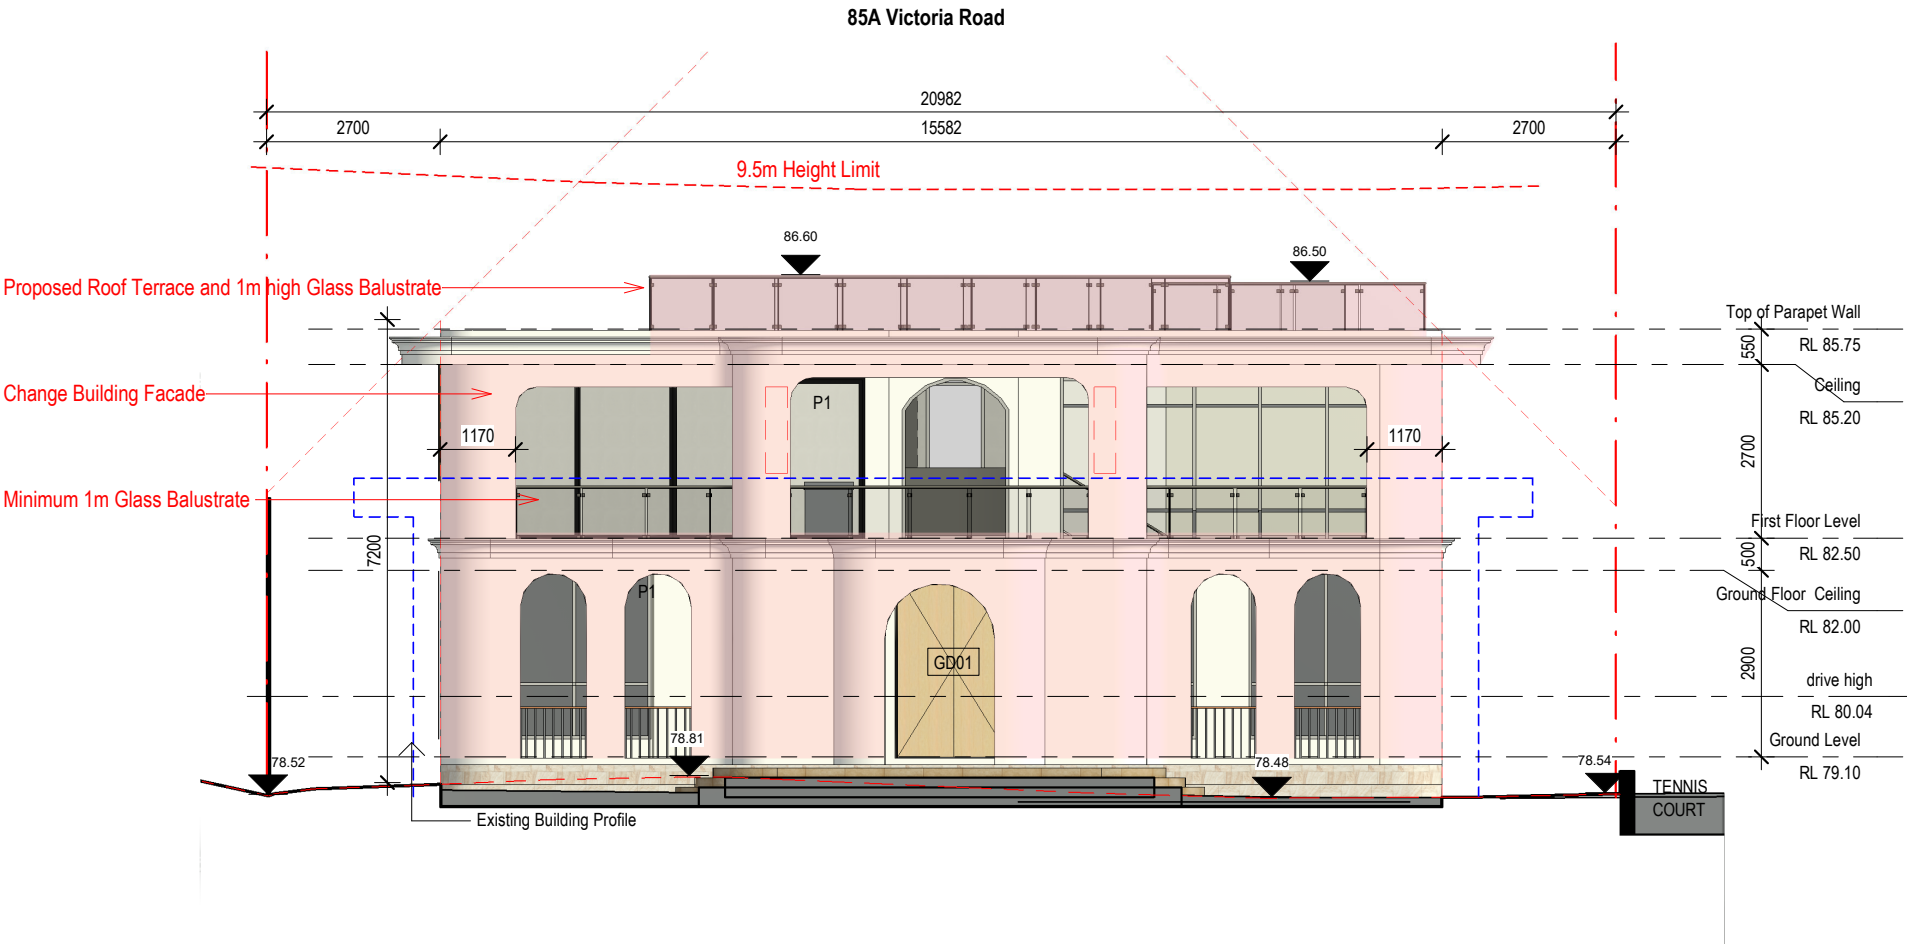 85A Victoria Road
20982
2700
15582
2700
9.5m Height Limit
86.60
86.50
Proposed Roof Terrace and 1m high Glass Balustrate
Top of Parapet Wall
RL 85.75
550
Change Building Facade
P1
Ceiling
RL 85.20
1170
1170
2700
Minimum 1m Glass Balustrate
First Floor Level
RL 82.50
7200
500
P1
Ground Floor Ceiling
RL 82.00
GD01
2900
drive high
RL 80.04
78.81
Ground Level
RL 79.10
78.52
78.48
78.54
TENNIS
COURT
Existing Building Profile